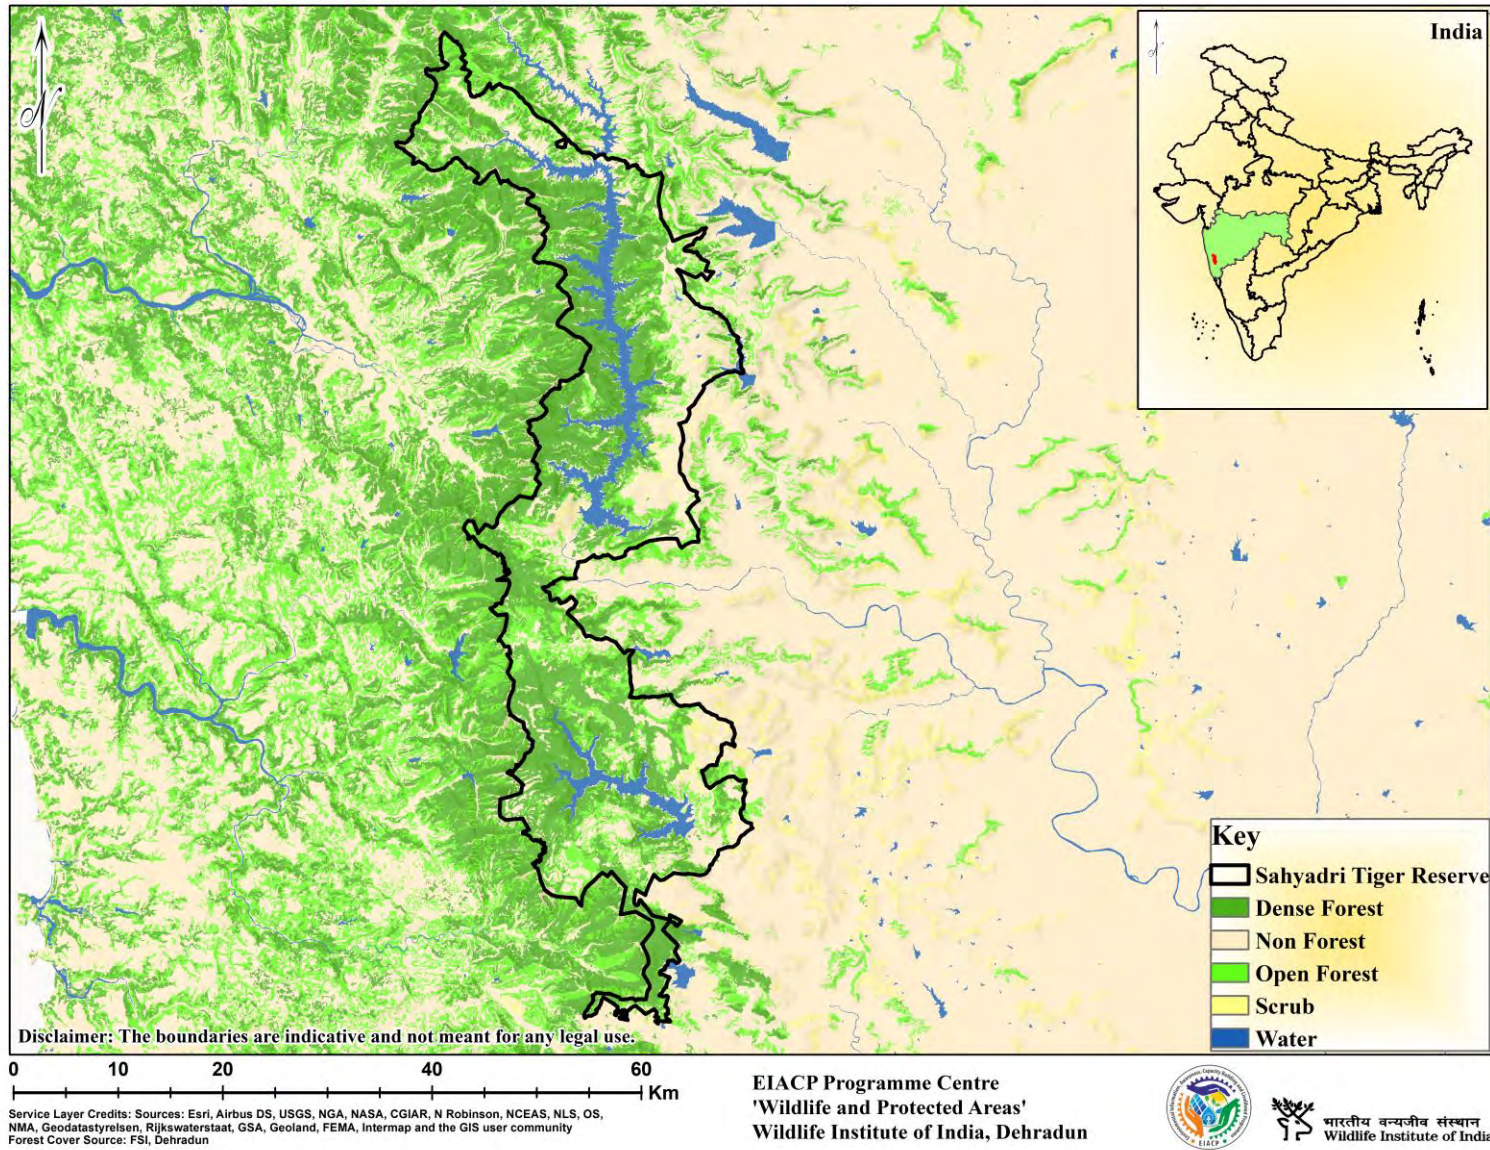 India
Key
Sahyadri Tiger Reserve
Dense Forest
Non Forest
Open Forest
Scrub
Water
Disclaimer: The boundaries are indicative and not meant for any legal use.
0 10 20 40 60 Km
Service Layer Credits: Sources: Esri, Airbus DS, USGS, NGA, NASA, CGIAR, N Robinson, NCEAS, NLS, OS,
NMA, Geodatastyrelsen, Rijkswaterstaat, GSA, Geoland, FEMA, Intermap and the GIS user community
Forest Cover Source: FSI, Dehradun
EIACP Programme Centre
'Wildlife and Protected Areas'
Wildlife Institute of India, Dehradun
EIACP
भारतीय वन्यजीव संस्थान
Wildlife Institute of India